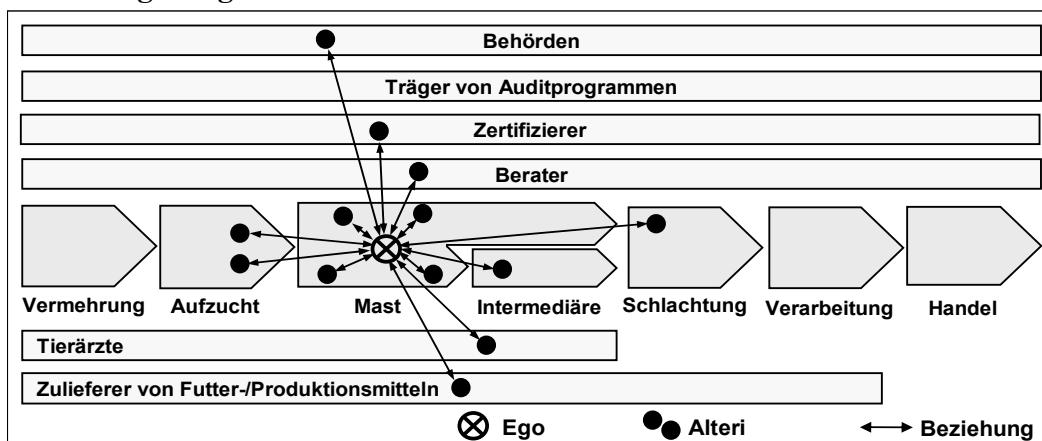 Behörden
Träger von Auditprogrammen
Zertifizierer
Berater
Vermehrung Aufzucht Mast Intermediäre Schlachtung Verarbeitung Handel
Tierärzte
Zulieferer von Futter-/Produktionsmitteln
Ego Alteri Beziehung